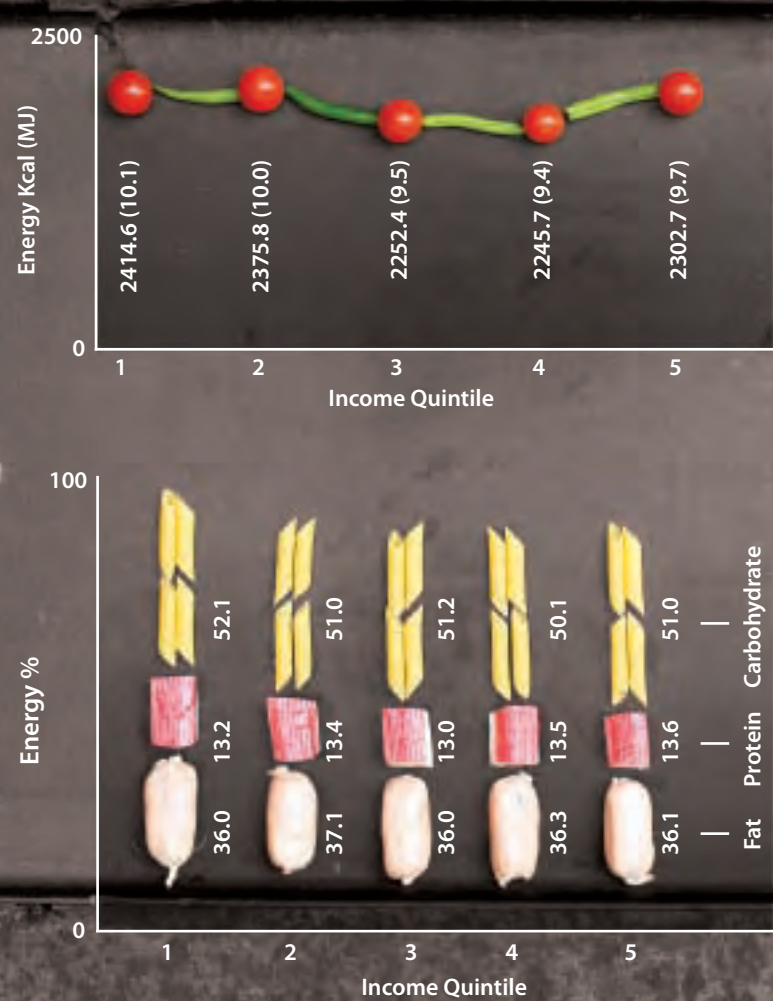 2500
Energy Kcal (MJ)
2414.6 (10.1)
2375.8 (10.0)
2252.4 (9.5)
2245.7 (9.4)
2302.7 (9.7)
0
1 2 3 4 5
Income Quintile
100
Energy %
52.1 51.0 51.2 50.1 51.0 Carbohydrate
13.2 13.4 13.0 13.5 13.6 Protein
36.0 37.1 36.0 36.3 36.1 Fat
0
1 2 3 4 5
Income Quintile